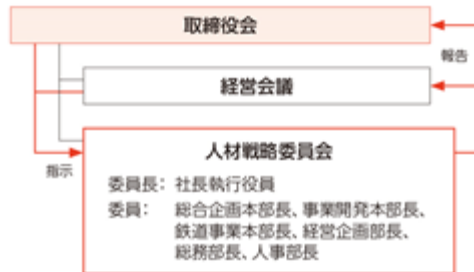 取締役会
報告
経営会議
人材戦略委員会
指示
委員長： 社長執行役員
委員： 総合企画本部長、事業開発本部長、
鉄道事業本部長、経営企画部長、
総務部長、人事部長